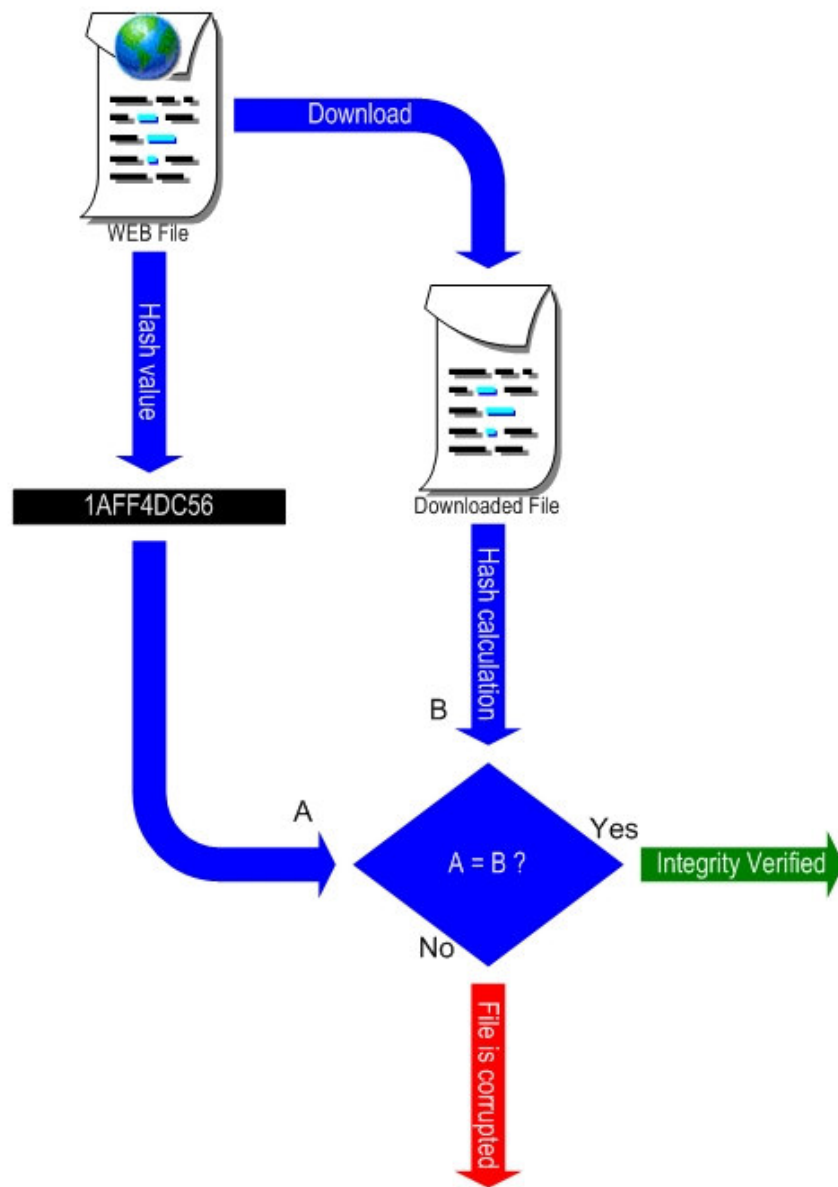 Download
WEB File
Hash value
1AFF4DC56
Downloaded File
Hash calculation
B
A
A = B ?
Yes
Integrity Verified
No
File is corrupted